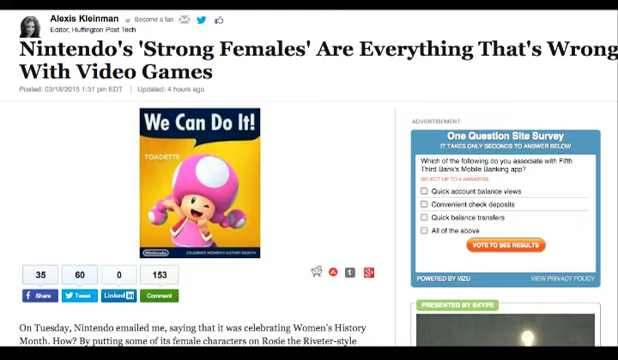 Alexis Kleinman
Become a fan
Editor, Huffington Post Tech
Nintendo's 'Strong Females' Are Everything That's Wrong
With Video Games
Posted: 03/18/2015 1:31 pm EDT
Updated: 4 hours ago
We Can Do It!
TOADETTE
Nintendo
CELEBRATE WOMEN'S HISTORY MONTH
35
60
0
153
Share
Tweet
Linked in
Comment
On Tuesday, Nintendo emailed me, saying that it was celebrating Women's History
Month. How? By putting some of its female characters on Rosie the Riveter-style
ADVERTISEMENT
One Question Site Survey
IT TAKES ONLY SECONDS TO ANSWER BELOW
Which of the following do you associate with Fifth
Third Bank's Mobile Banking app?
SELECT UP TO 4 ANSWERS
Quick account balance views
Convenient check deposits
Quick balance transfers
All of the above
VOTE TO SEE RESULTS
POWERED BY VIZU
VIEW PRIVACY POLICY
PRESENTED BY SKYPE